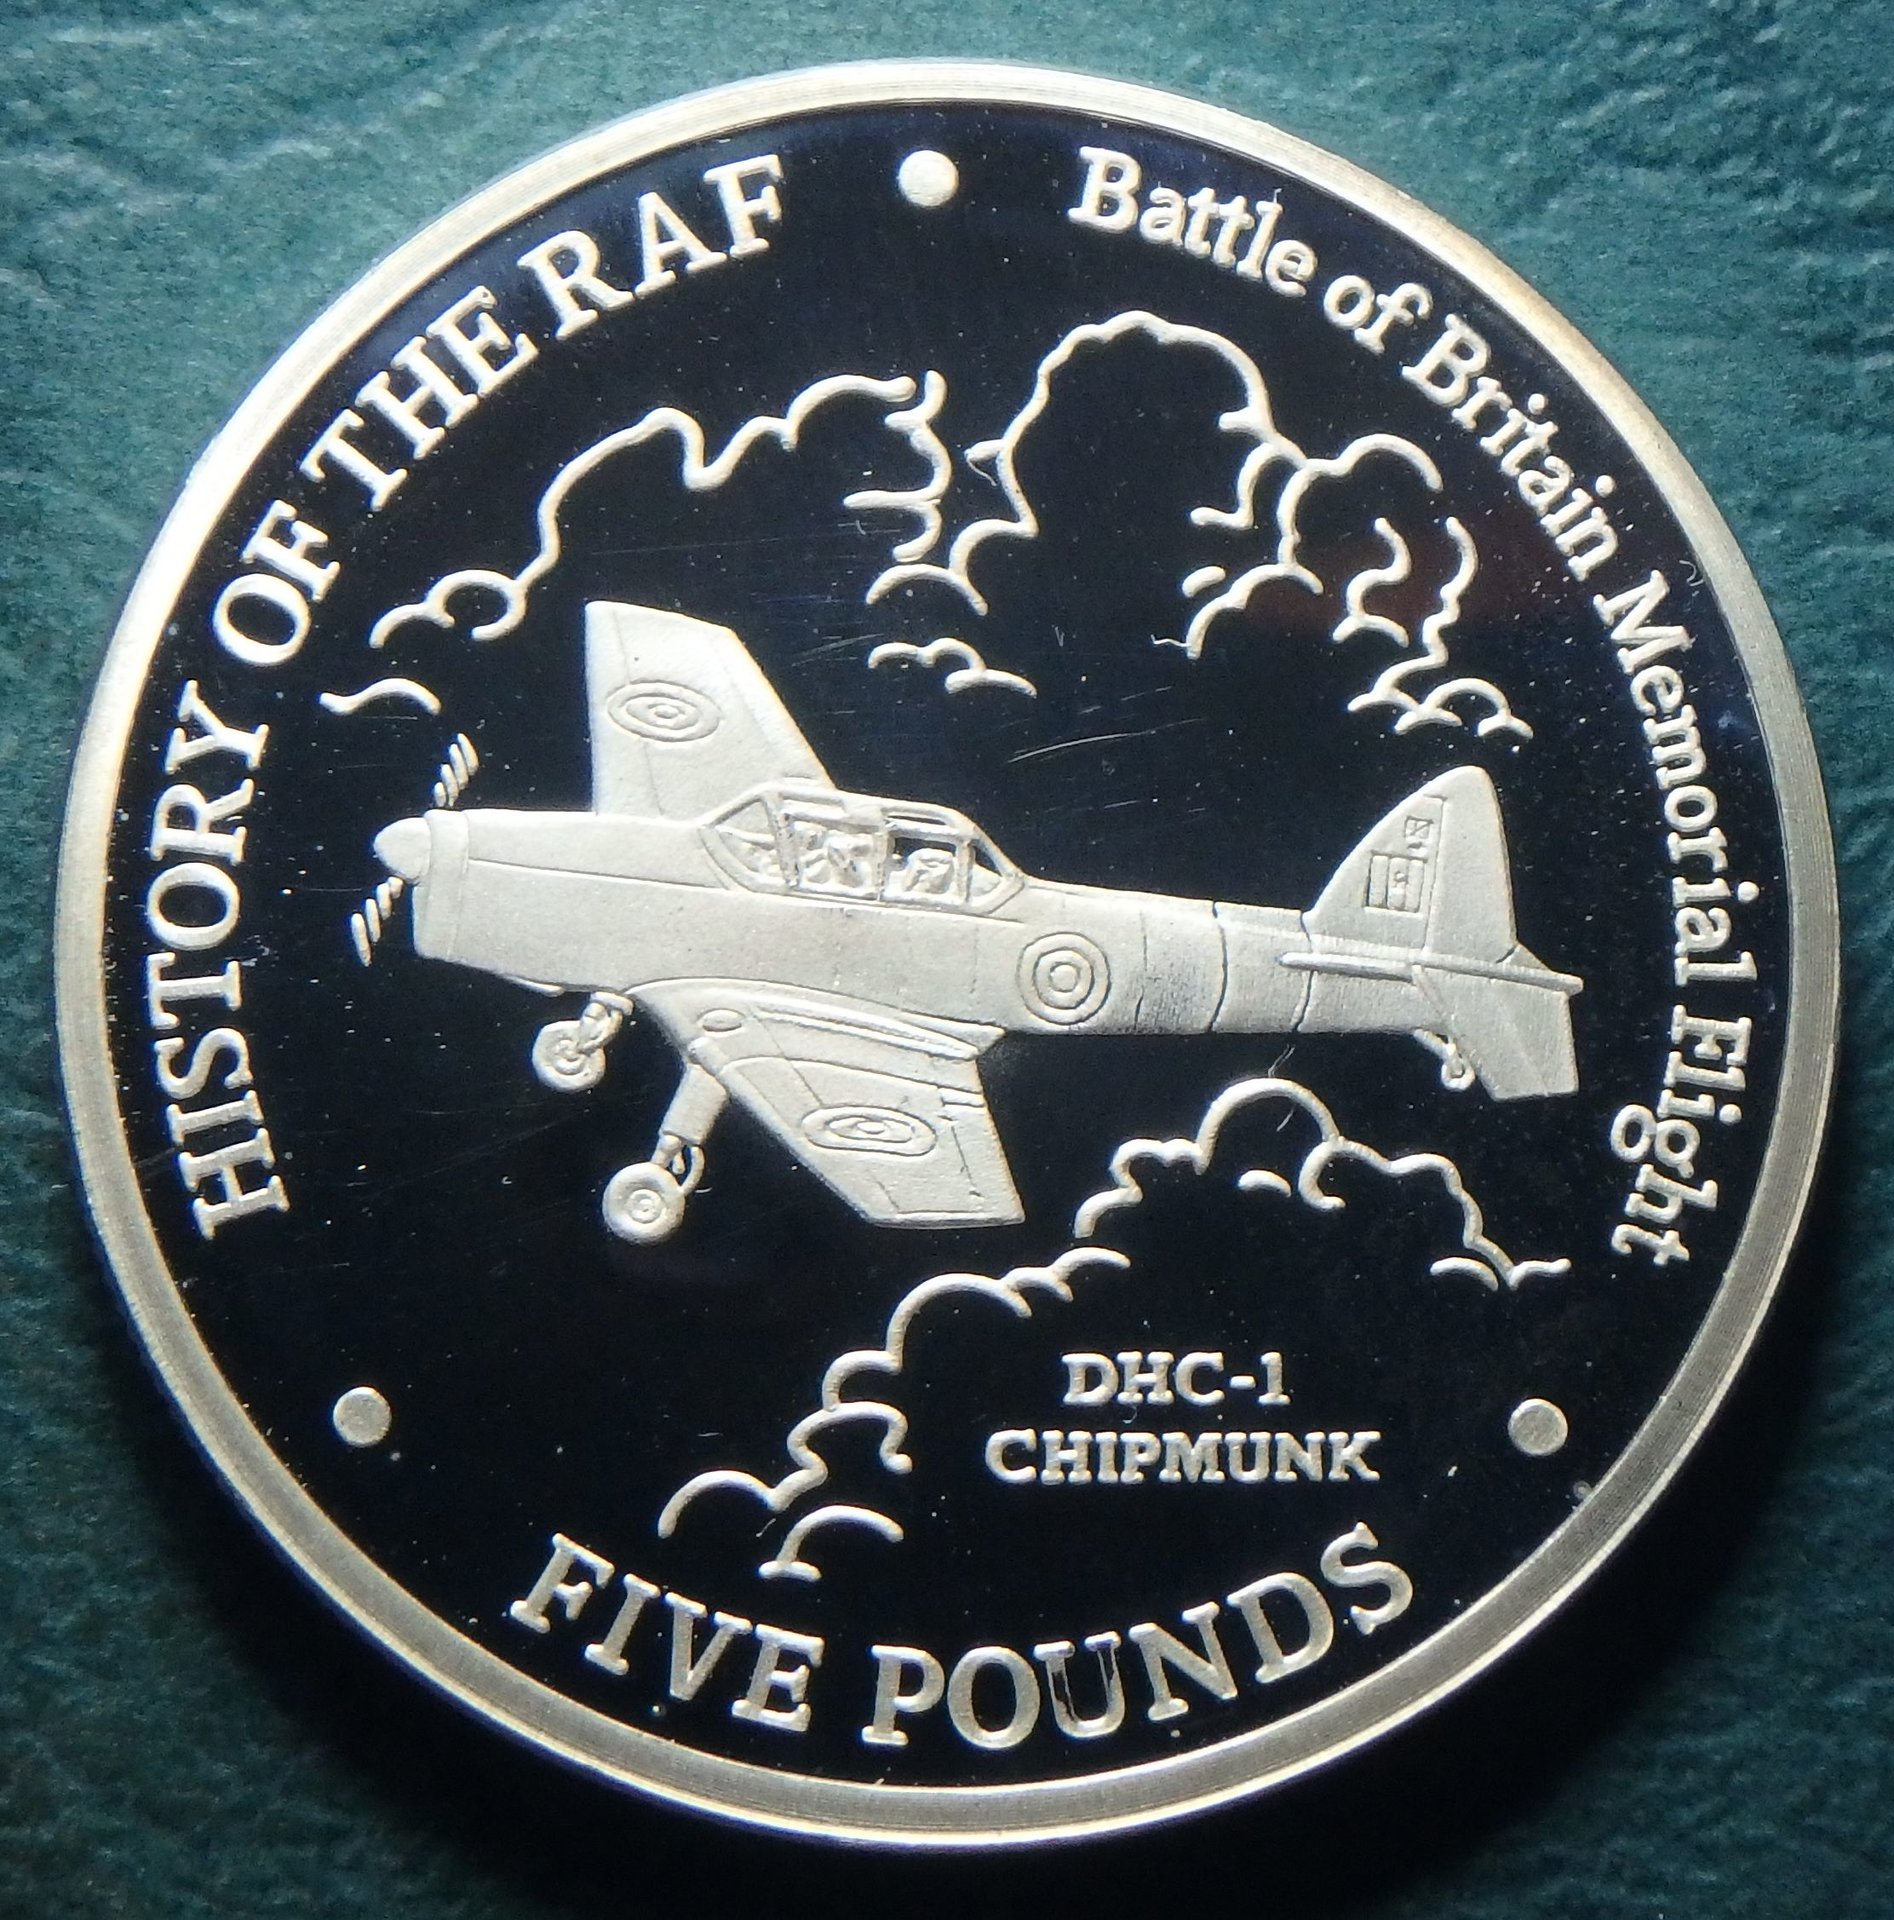 HISTORY OF THE RAF
Battle of Britain Memorial Flight
DHC-1
CHIPMUNK
FIVE POUNDS